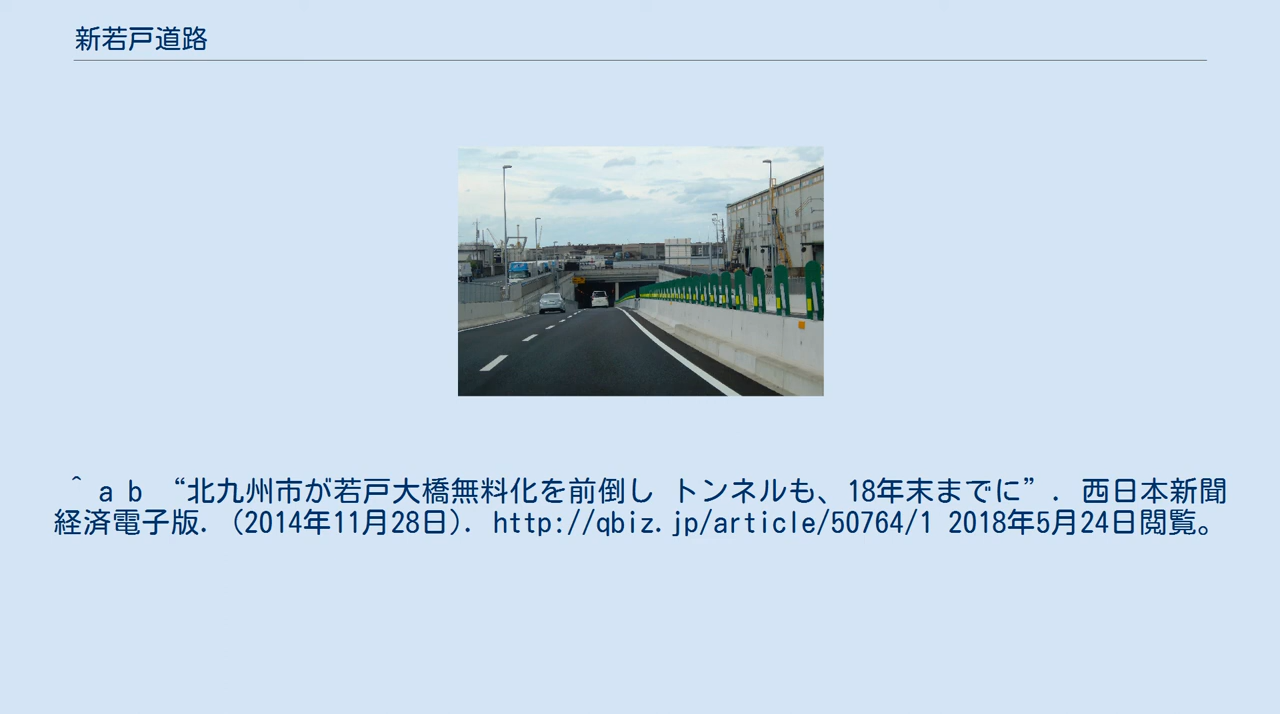 新若戸道路
^ a b “北九州市が若戸大橋無料化を前倒し トンネルも、18年末までに”. 西日本新聞
経済電子版. (2014年11月28日). http://qbiz.jp/article/50764/1 2018年5月24日閲覧。